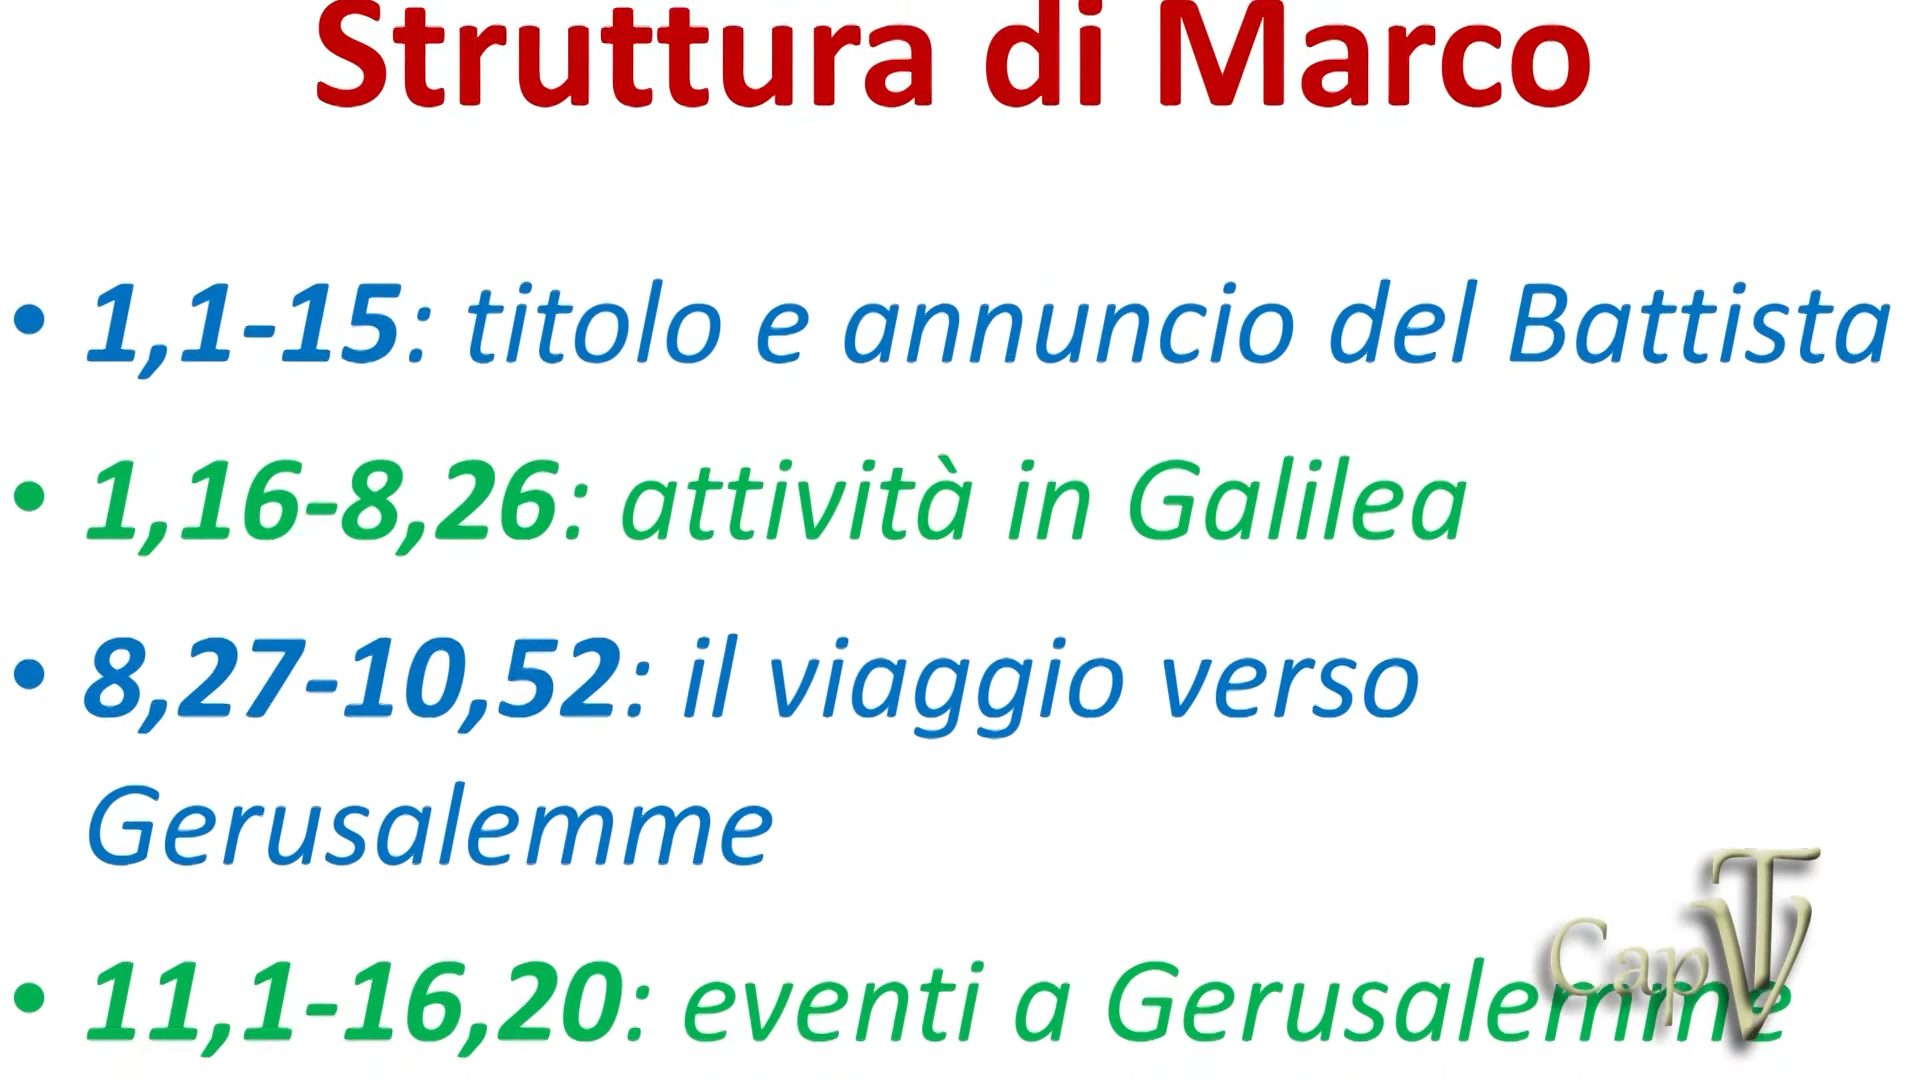 Struttura di Marco
• 1,1-15: titolo e annuncio del Battista
• 1,16-8,26: attività in Galilea
• 8,27-10,52: il viaggio verso
Gerusalemme
• 11,1-16,20: eventi a Gerusalemme
Cap TV